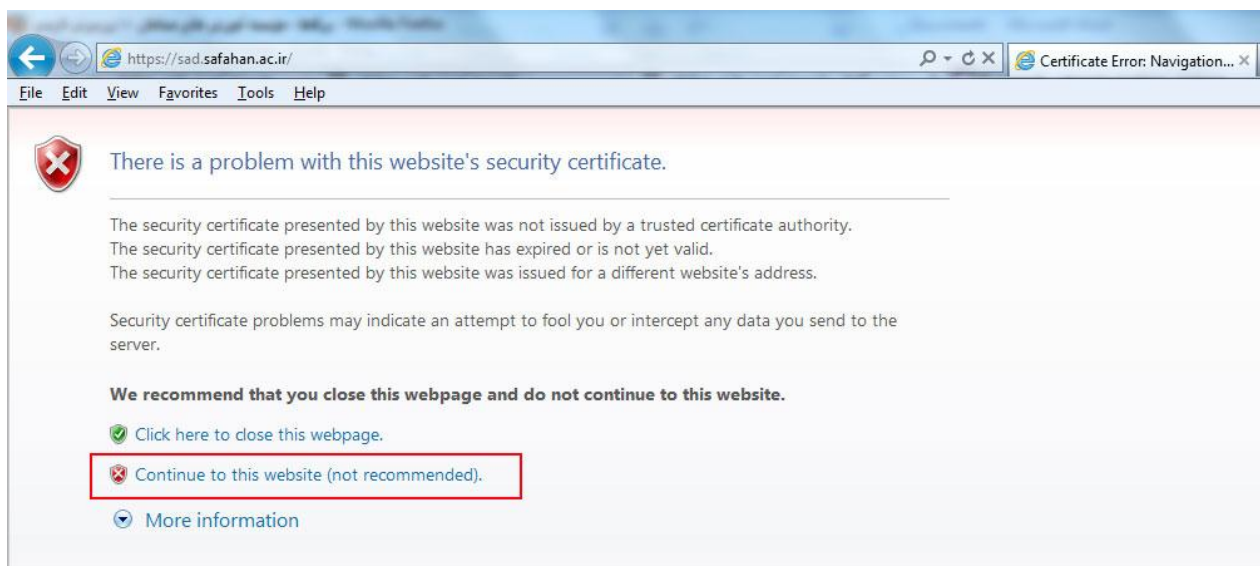 https://sad.safahan.ac.ir/
Certificate Error: Navigation...
File Edit View Favorites Tools Help
There is a problem with this website's security certificate.
The security certificate presented by this website was not issued by a trusted certificate authority.
The security certificate presented by this website has expired or is not yet valid.
The security certificate presented by this website was issued for a different website's address.
Security certificate problems may indicate an attempt to fool you or intercept any data you send to the
server.
We recommend that you close this webpage and do not continue to this website.
Click here to close this webpage.
Continue to this website (not recommended).
More information